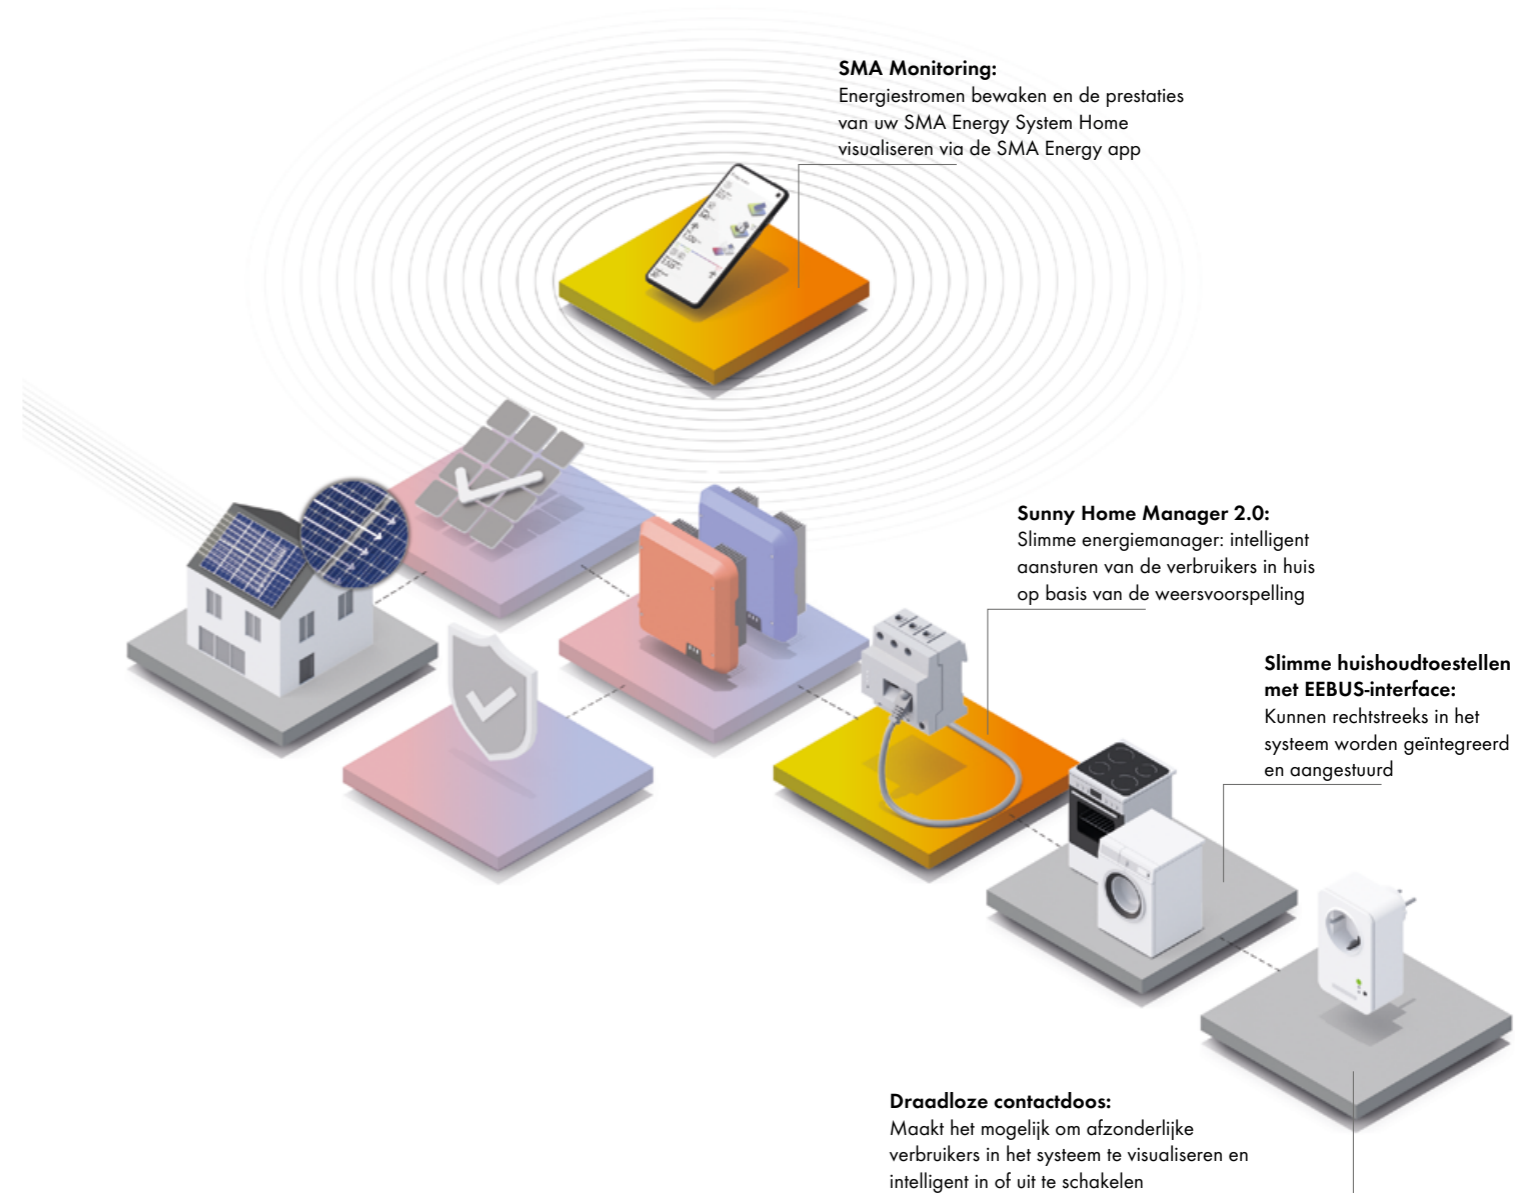 SMA Monitoring:
Energiestromen bewaken en de prestaties
van uw SMA Energy System Home
visualiseren via de SMA Energy app
Sunny Home Manager 2.0:
Slimme energiemanager: intelligent
aansturen van de verbruikers in huis
op basis van de weersvoorspelling
Slimme huishoudtoestellen
met EEBUS-interface:
Kunnen rechtstreeks in het
systeem worden geïntegreerd
en aangestuurd
Draadloze contactdoos:
Maakt het mogelijk om afzonderlijke
verbruikers in het systeem te visualiseren en
intelligent in of uit te schakelen